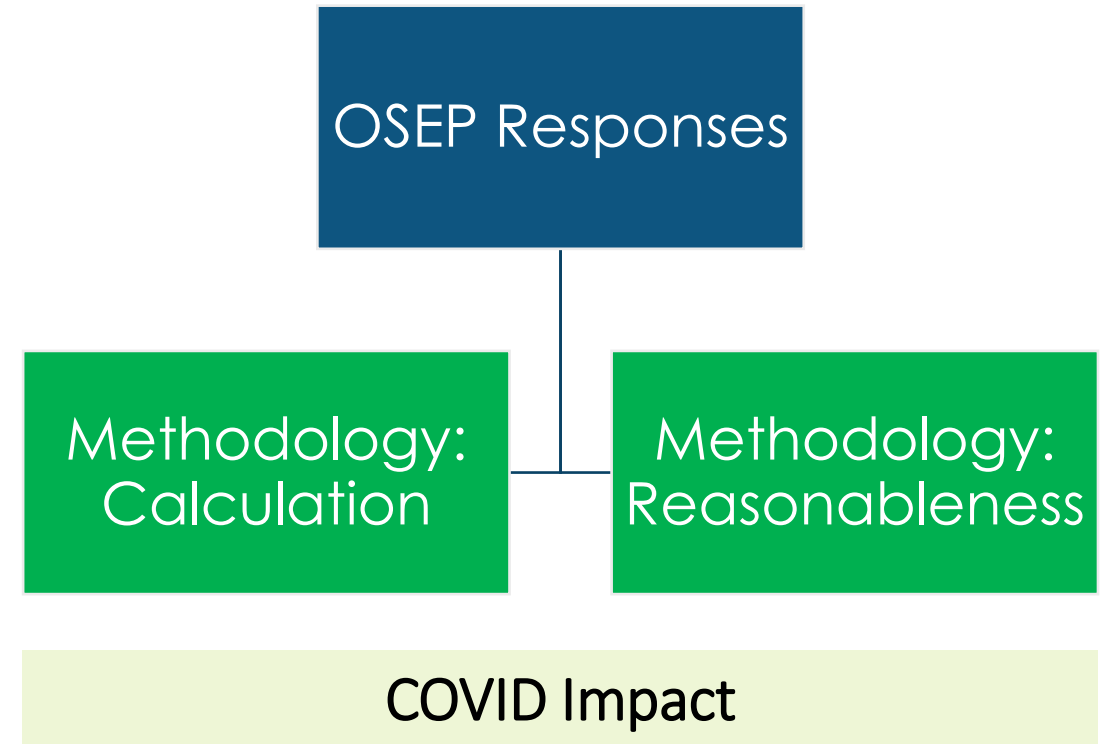 OSEP Responses
Methodology:
Calculation
Methodology:
Reasonableness
COVID Impact